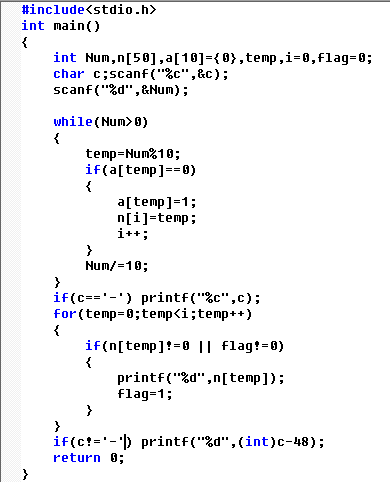 #include<stdio.h>
int main()
{
    int Num,n[50],a[10]={0},temp,i=0,flag=0;
    char c;scanf("%c",&c);
    scanf("%d",&Num);

    while(Num>0)
    {
        temp=Num%10;
        if(a[temp]==0)
        {
            a[temp]=1;
            n[i]=temp;
            i++;
        }
        Num/=10;
    }
    if(c=='-') printf("%c",c);
    for(temp=0;temp<i;temp++)
    {
        if(n[temp]!=0 || flag!=0)
        {
            printf("%d",n[temp]);
            flag=1;
        }
    }
    if(c!='-') printf("%d",(int)c-48);
    return 0;
}